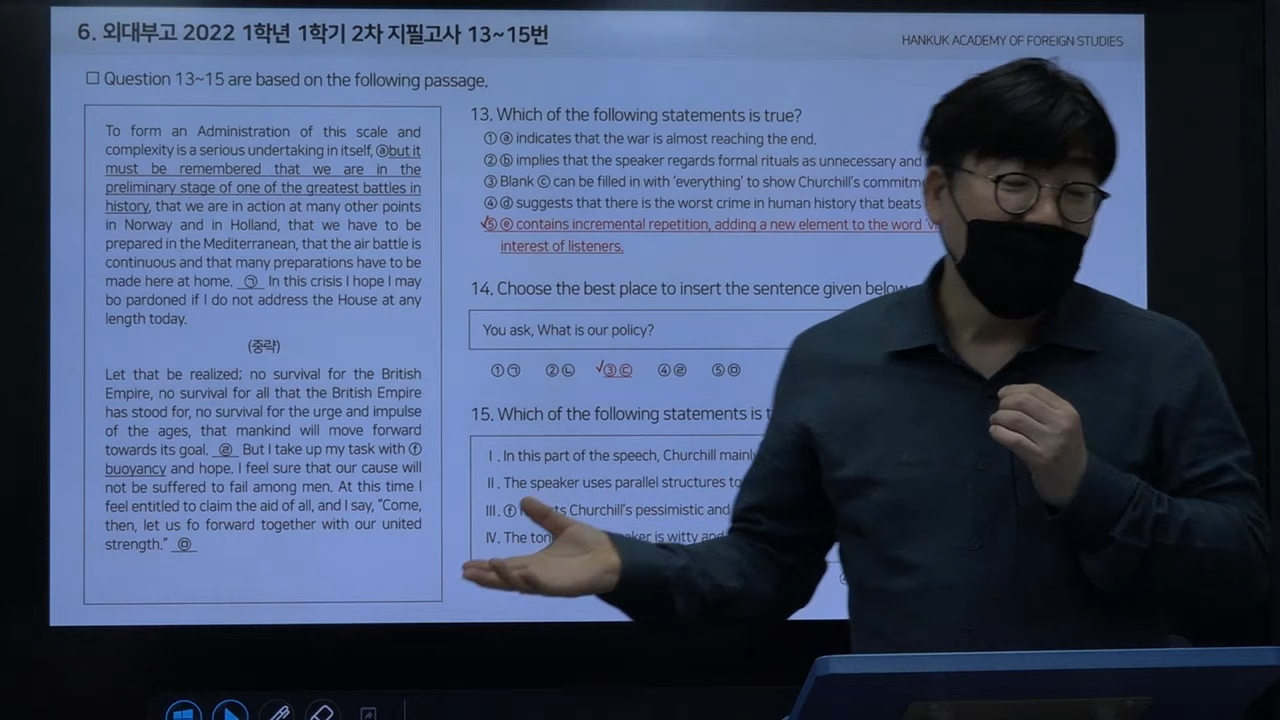 6. 외대부고 2022 1학년 1학기 2차 지필고사 13~15번
HANKUK ACADEMY OF FOREIGN STUDIES
□ Question 13~15 are based on the following passage.
To form an Administration of this scale and
complexity is a serious undertaking in itself, ⓐbut it
must be remembered that we are in the
preliminary stage of one of the greatest battles in
history, that we are in action at many other points
in Norway and in Holland, that we have to be
prepared in the Mediterranean, that the air battle is
continuous and that many preparations have to be
made here at home. ㉠ In this crisis I hope I may
bo pardoned if I do not address the House at any
length today.
(중략)
Let that be realized; no survival for the British
Empire, no survival for all that the British Empire
has stood for, no survival for the urge and impulse
of the ages, that mankind will move forward
towards its goal. ㉣ But I take up my task with ⓕ
buoyancy and hope. I feel sure that our cause will
not be suffered to fail among men. At this time I
feel entitled to claim the aid of all, and I say, “Come,
then, let us fo forward together with our united
strength.” ㉤
13. Which of the following statements is true?
① ⓐ indicates that the war is almost reaching the end.
② ⓑ implies that the speaker regards formal rituals as unnecessary and
③ Blank ⓒ can be filled in with ‘everything’ to show Churchill’s
④ ⓓ suggests that there is the worst crime in human history that beats
√⑤ ⓔ contains incremental repetition, adding a new element to the word
interest of listeners.
14. Choose the best place to insert the sentence given below
You ask, What is our policy?
①㉠ ②㉡ √③㉢ ④㉣ ⑤㉤
15. Which of the following statements is
Ⅰ. In this part of the speech, Churchill
Ⅱ. The speaker uses parallel structures to
Ⅲ. ⓕ Churchill’s pessimistic and
Ⅳ. The is witty and